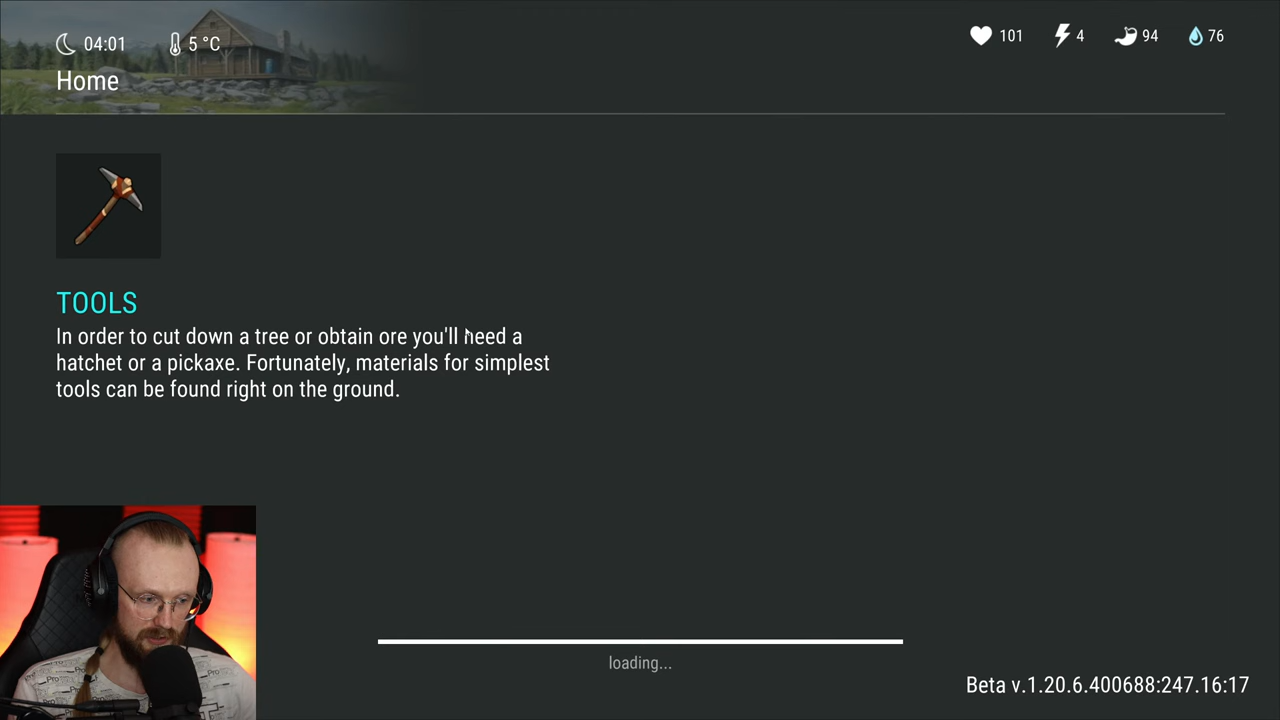 04:01 5 °C 101 4 94 76
Home
TOOLS
In order to cut down a tree or obtain ore you'll need a
hatchet or a pickaxe. Fortunately, materials for simplest
tools can be found right on the ground.
loading...
Beta v.1.20.6.400688:247.16:17